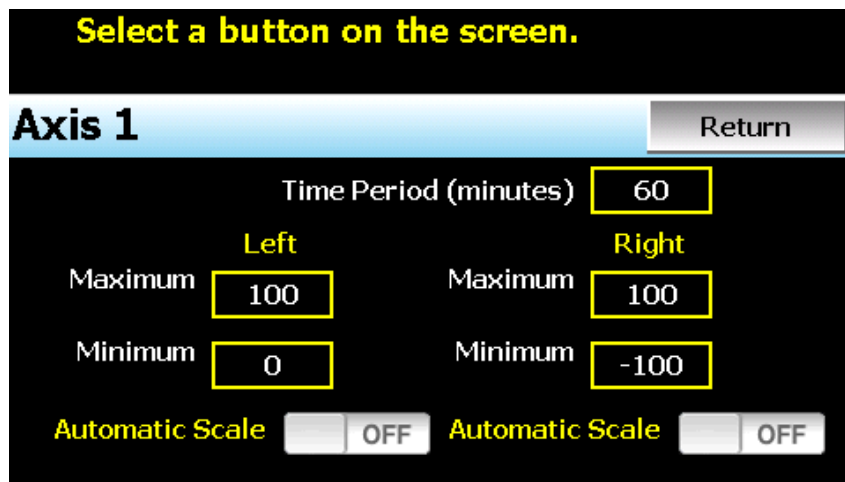 Select a button on the screen.
Axis 1 Return
Time Period (minutes) 60
Left Right
Maximum 100 Maximum 100
Minimum 0 Minimum -100
Automatic Scale OFF Automatic Scale OFF